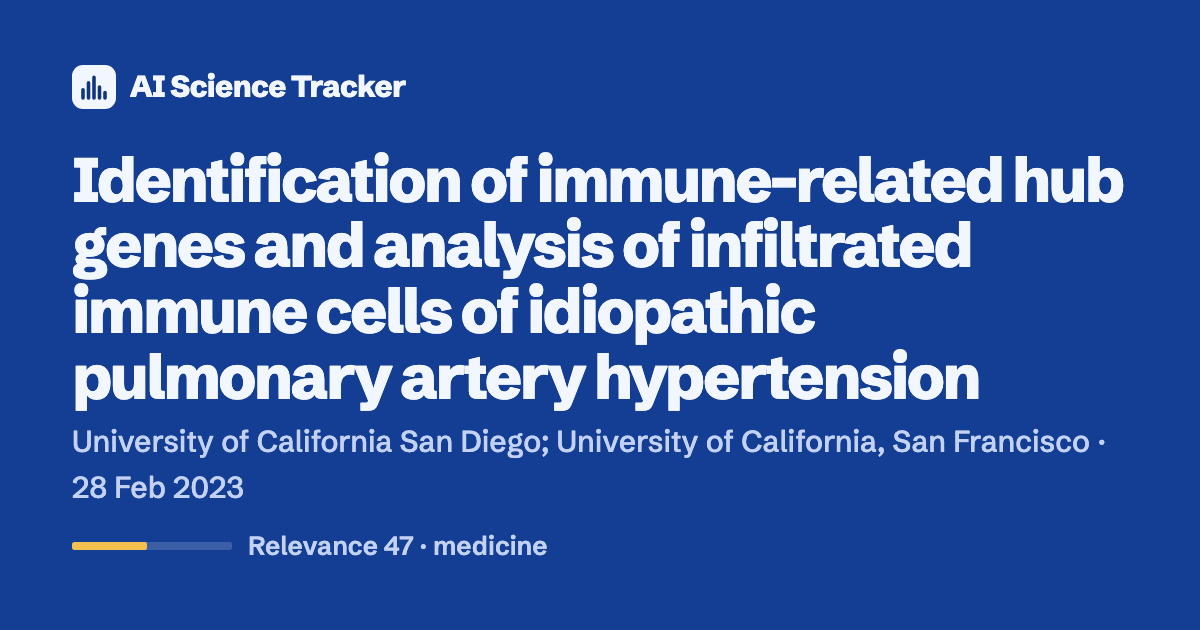 AI Science Tracker
Identification of immune-related hub
genes and analysis of infiltrated
immune cells of idiopathic
pulmonary artery hypertension
University of California San Diego; University of California, San Francisco ·
28 Feb 2023
Relevance 47 · medicine